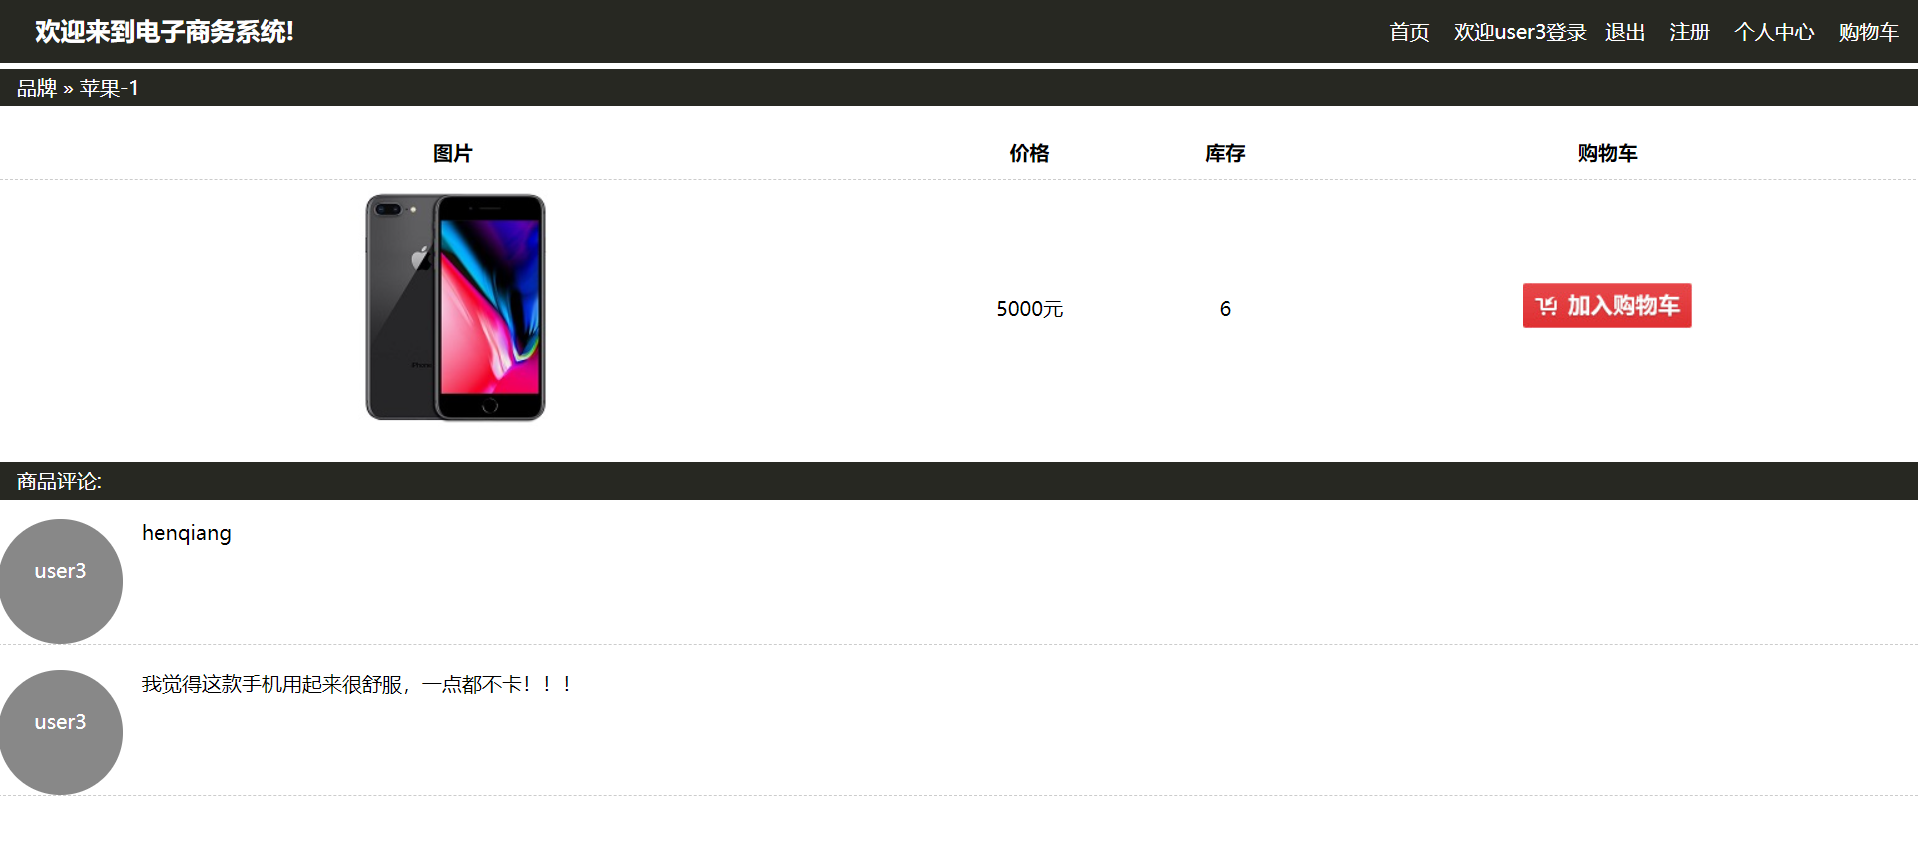 欢迎来到电子商务系统!
首页 欢迎user3登录 退出 注册 个人中心 购物车
品牌 » 苹果-1
图片 价格 库存 购物车
5000元 6 加入购物车
商品评论:
henqiang
user3
我觉得这款手机用起来很舒服，一点都不卡！！！
user3